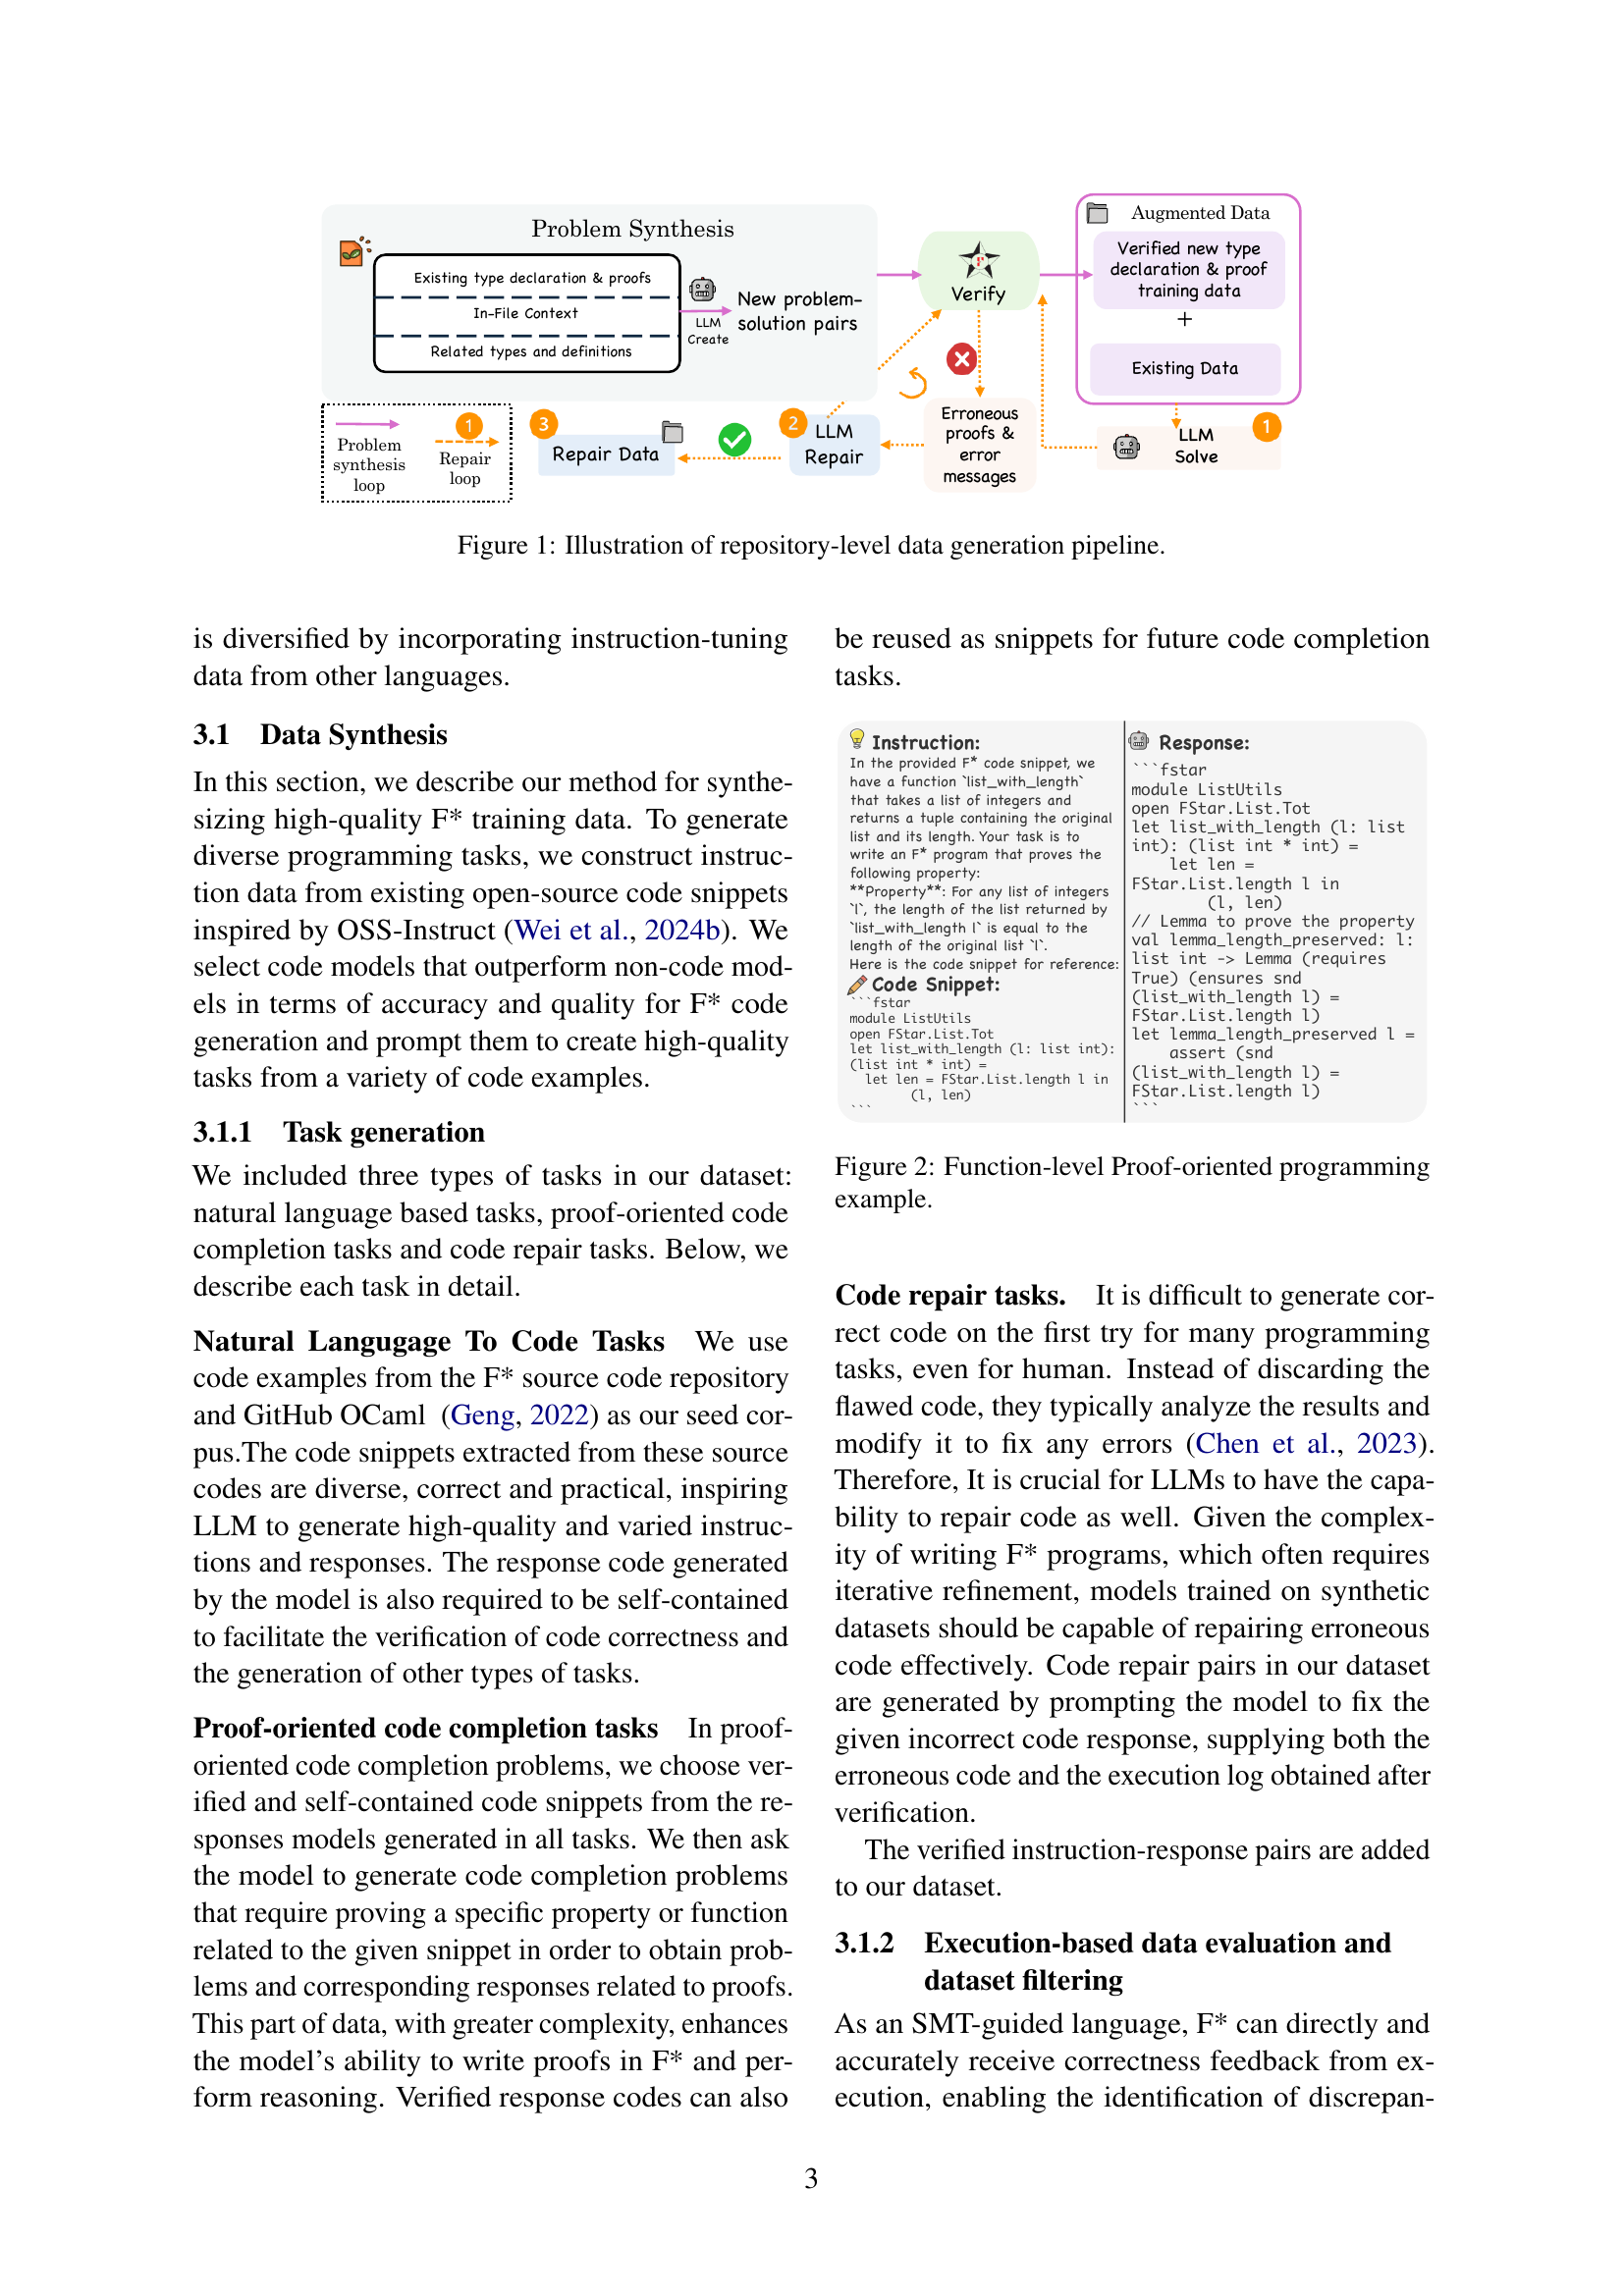 Problem Synthesis
Existing type declaration & proofs
In-File Context
Related types and definitions
LLM
Create
New problem-
solution pairs
Verify
Augmented Data
Verified new type
declaration & proof
training data
+
Existing Data
Problem
synthesis
loop
1
Repair
loop
3
Repair Data
2
LLM
Repair
Erroneous
proofs &
error
messages
LLM
Solve
1
Figure 1: Illustration of repository-level data generation pipeline.
is diversified by incorporating instruction-tuning
data from other languages.
3.1 Data Synthesis
In this section, we describe our method for synthe-
sizing high-quality F* training data. To generate
diverse programming tasks, we construct instruc-
tion data from existing open-source code snippets
inspired by OSS-Instruct (Wei et al., 2024b). We
select code models that outperform non-code mod-
els in terms of accuracy and quality for F* code
generation and prompt them to create high-quality
tasks from a variety of code examples.
3.1.1 Task generation
We included three types of tasks in our dataset:
natural language based tasks, proof-oriented code
completion tasks and code repair tasks. Below, we
describe each task in detail.
Natural Langugage To Code Tasks We use
code examples from the F* source code repository
and GitHub OCaml (Geng, 2022) as our seed cor-
pus.The code snippets extracted from these source
codes are diverse, correct and practical, inspiring
LLM to generate high-quality and varied instruc-
tions and responses. The response code generated
by the model is also required to be self-contained
to facilitate the verification of code correctness and
the generation of other types of tasks.
Proof-oriented code completion tasks In proof-
oriented code completion problems, we choose ver-
ified and self-contained code snippets from the re-
sponses models generated in all tasks. We then ask
the model to generate code completion problems
that require proving a specific property or function
related to the given snippet in order to obtain prob-
lems and corresponding responses related to proofs.
This part of data, with greater complexity, enhances
the model's ability to write proofs in F* and per-
form reasoning. Verified response codes can also
be reused as snippets for future code completion
tasks.
Instruction:
In the provided F* code snippet, we
have a function `list_with_length`
that takes a list of integers and
returns a tuple containing the original
list and its length. Your task is to
write an F* program that proves the
following property:
**Property**: For any list of integers
`l`, the length of the list returned by
`list_with_length l` is equal to the
length of the original list `l`.
Here is the code snippet for reference:
Code Snippet:
```fstar
module ListUtils
open FStar.List.Tot
let list_with_length (l: list int):
(list int * int) =
let len = FStar.List.length l in
(l, len)
```
Response:
```fstar
module ListUtils
open FStar.List.Tot
let list_with_length (l: list
int): (list int * int) =
let len =
FStar.List.length l in
(l, len)
// Lemma to prove the property
val lemma_length_preserved: l:
list int -> Lemma (requires
True) (ensures snd
(list_with_length l) =
FStar.List.length l)
let lemma_length_preserved l =
assert (snd
(list_with_length l) =
FStar.List.length l)
```
Figure 2: Function-level Proof-oriented programming
example.
Code repair tasks. It is difficult to generate cor-
rect code on the first try for many programming
tasks, even for human. Instead of discarding the
flawed code, they typically analyze the results and
modify it to fix any errors (Chen et al., 2023).
Therefore, It is crucial for LLMs to have the capa-
bility to repair code as well. Given the complex-
ity of writing F* programs, which often requires
iterative refinement, models trained on synthetic
datasets should be capable of repairing erroneous
code effectively. Code repair pairs in our dataset
are generated by prompting the model to fix the
given incorrect code response, supplying both the
erroneous code and the execution log obtained after
verification.
The verified instruction-response pairs are added
to our dataset.
3.1.2 Execution-based data evaluation and
dataset filtering
As an SMT-guided language, F* can directly and
accurately receive correctness feedback from ex-
ecution, enabling the identification of discrepan-
3